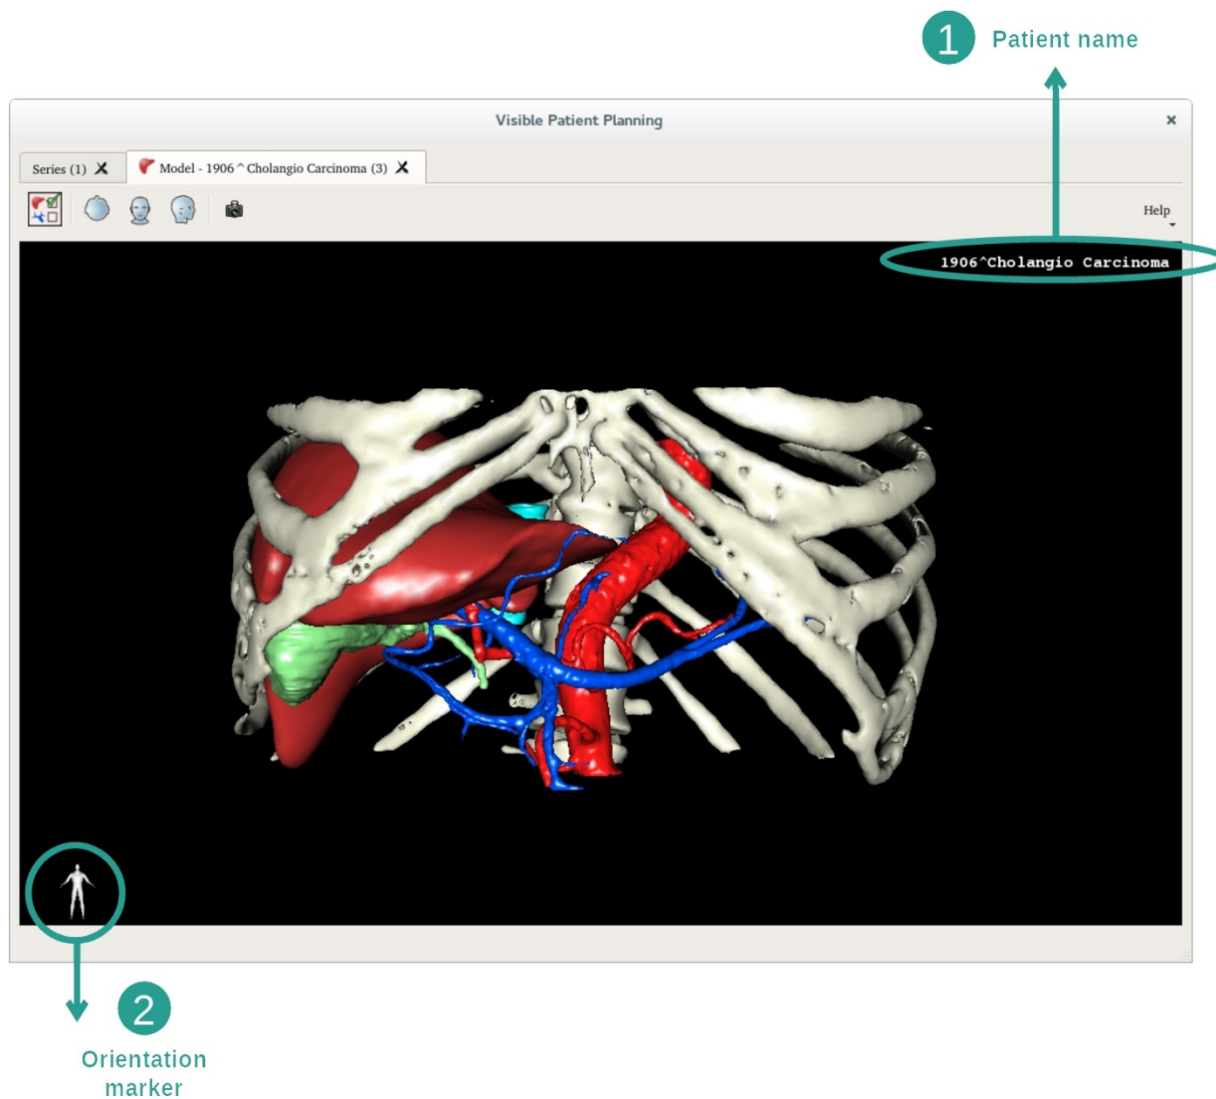 1 Patient name
Visible Patient Planning
Series (1) Model - 1906^Cholangio Carcinoma (3)
Help
1906^Cholangio Carcinoma
2
Orientation
marker